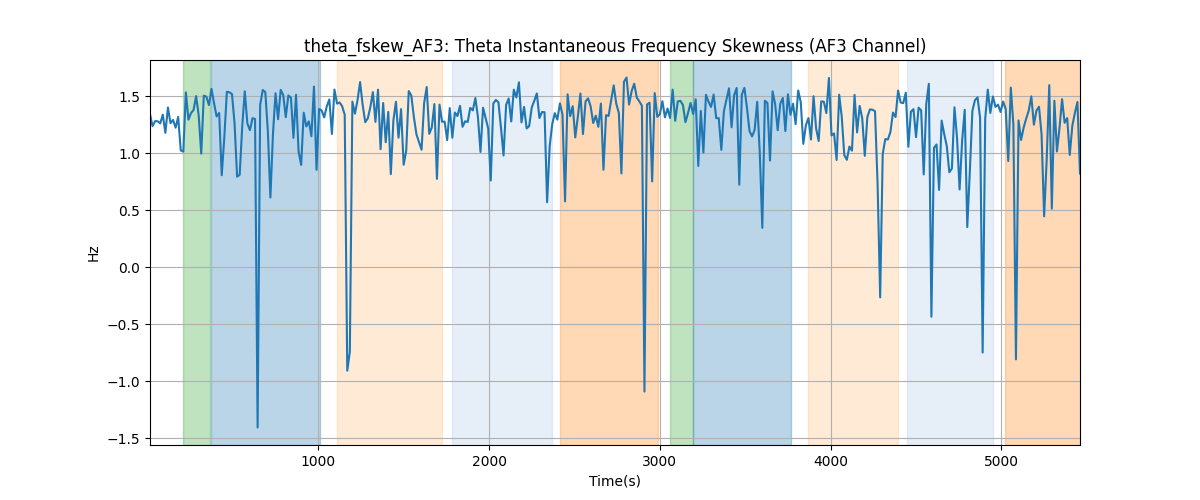 theta_fskew_AF3: Theta Instantaneous Frequency Skewness (AF3 Channel)
1.5
1.0
0.5
0.0
−0.5
−1.0
−1.5
Hz
1000 2000 3000 4000 5000
Time(s)